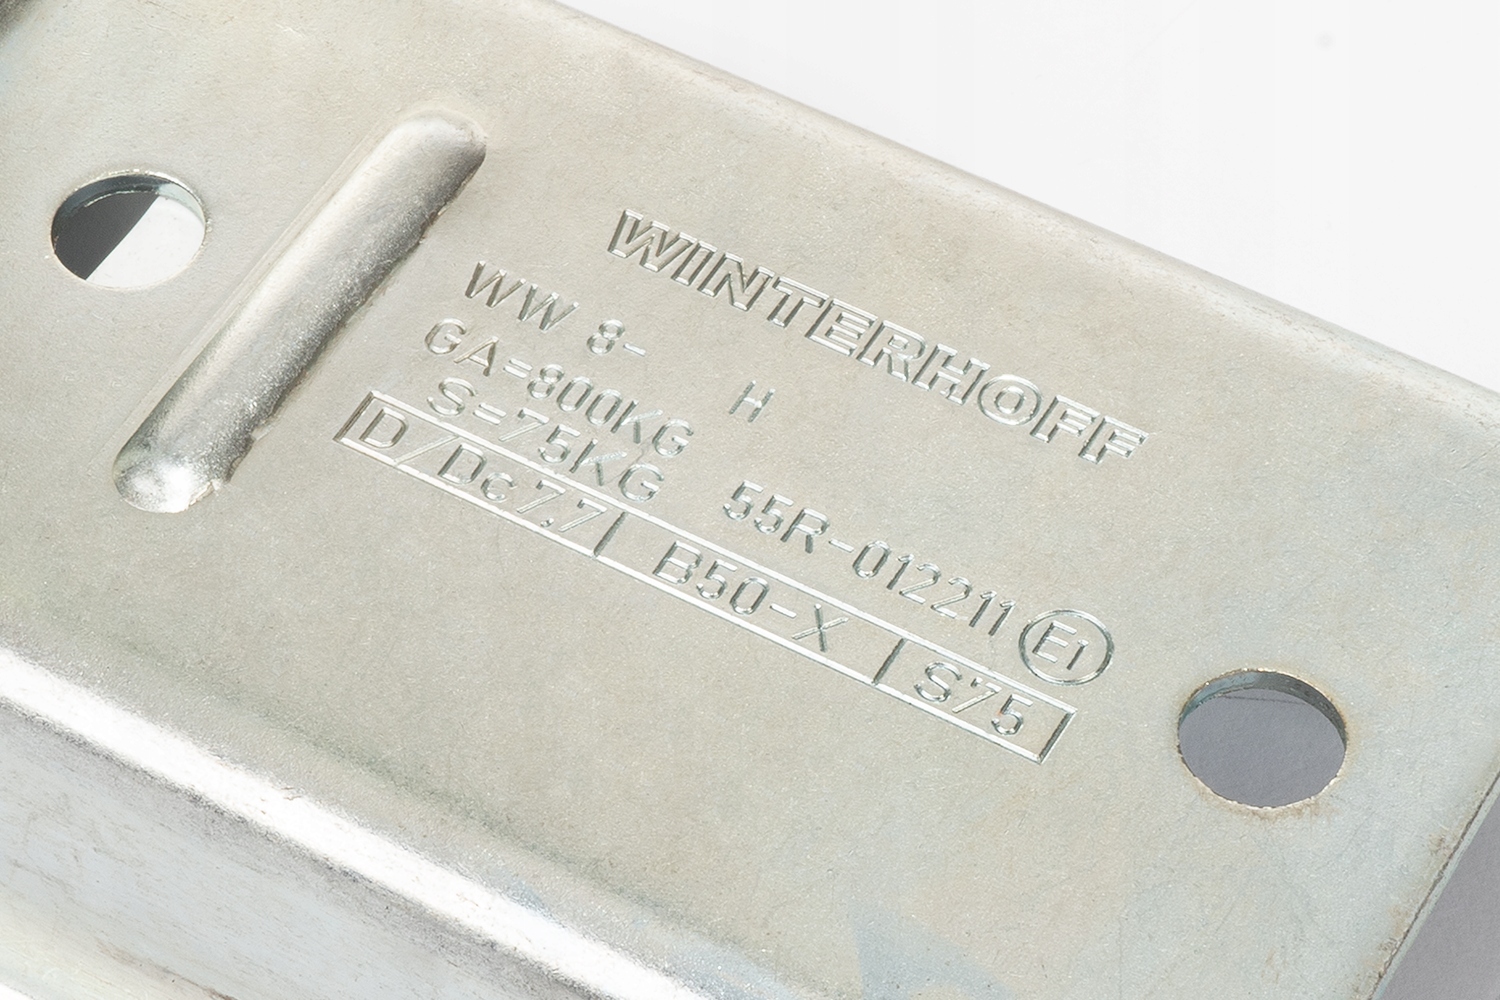 WINTERHOFF
WW 8-
H
GA=800KG
S=75KG
55R-012211 E1
D/Dc7.7 B50-X S75